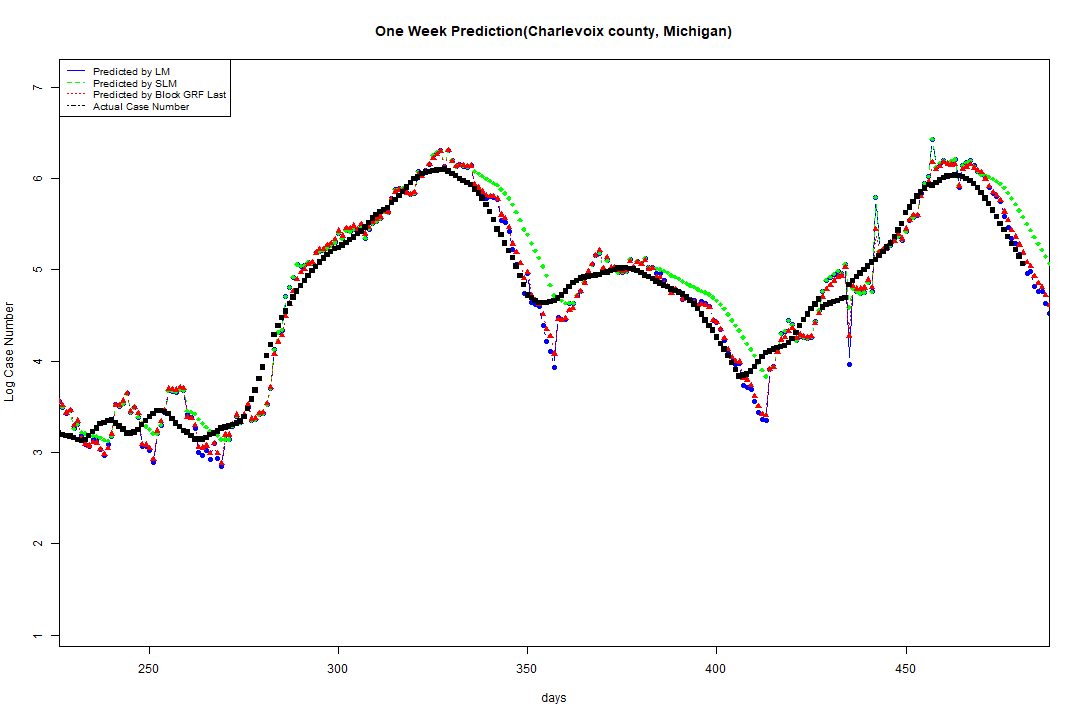 One Week Prediction(Charlevoix county, Michigan)
Predicted by LM
Predicted by SLM
Predicted by Block GRF Last
Actual Case Number
7
6
5
4
3
2
1
Log Case Number
250 300 350 400 450
days